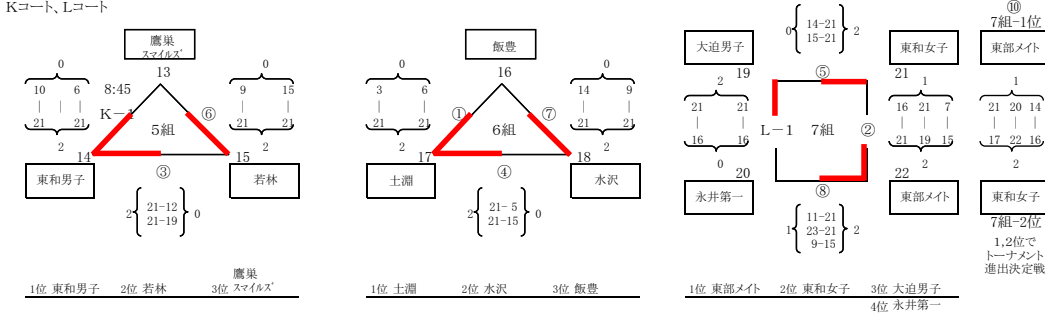 Kコート、Lコート
鷹巣
スマイルズ
13
0
10 6
| |
21 21
2
8:45
K－1
⑥
5組
0
9 15
| |
21 21
2
14
15
東和男子
③
若林
2 21-12 0
21-19
1位 東和男子 2位 若林 3位 鷹巣スマイルズ
飯豊
16
0
3 6
| |
21 21
2
①
⑦
6組
0
14 9
| |
21 21
2
17
18
土淵
④
水沢
2 21- 5 0
21-15
1位 土淵 2位 水沢 3位 飯豊
0 14-21 2
15-21
大迫男子
19
⑤
東和女子
21
2
21 21
| |
16 16
0
L－1
7組
②
1
16 21 7
| | |
21 19 15
2
20
永井第一
⑧
22
東部メイト
1 11-21 2
23-21
9-15
⑩
7組-1位
東部メイト
1
21 20 14
| | |
17 22 16
2
東和女子
7組-2位
1,2位で
トーナメント
進出決定戦
1位 東部メイト 2位 東和女子 3位 大迫男子
4位 永井第一